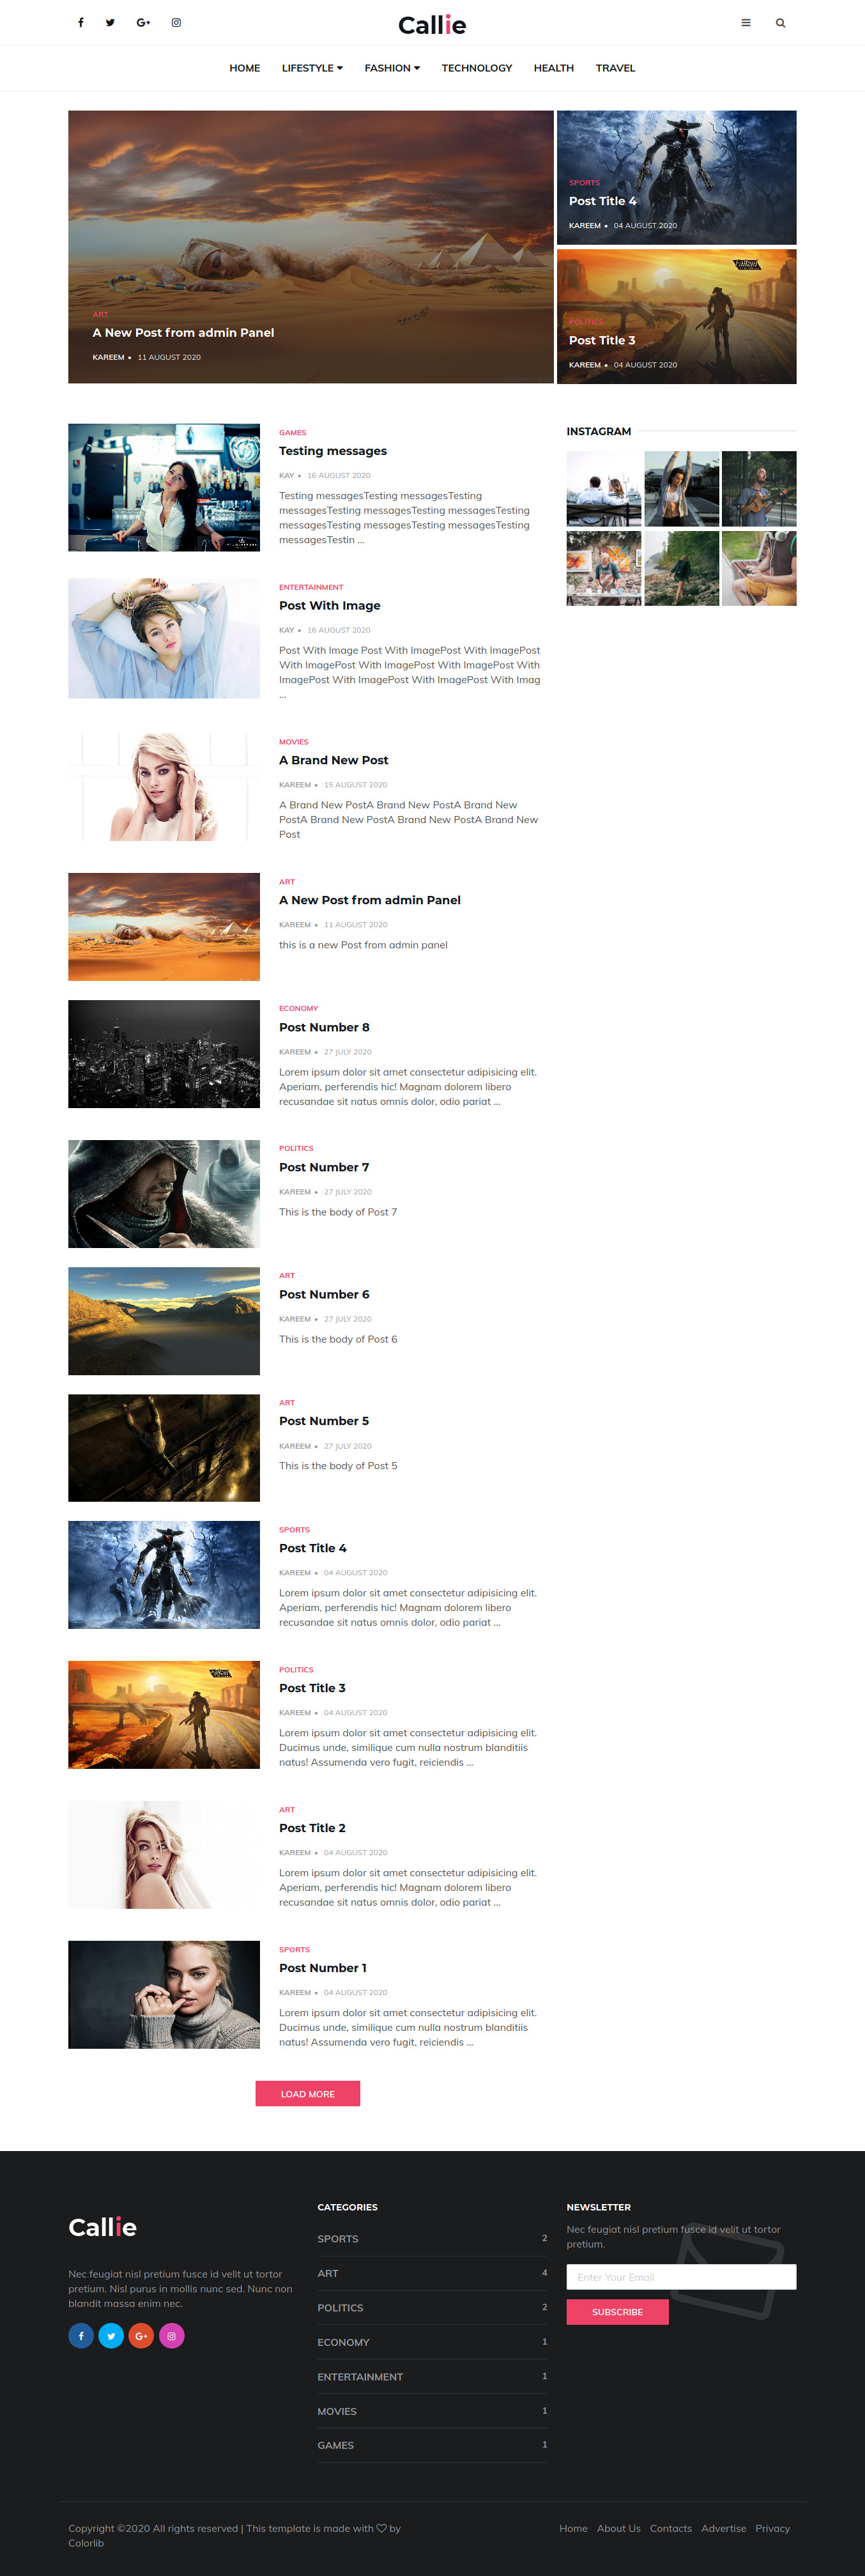 Callie
HOME LIFESTYLE FASHION TECHNOLOGY HEALTH TRAVEL
ART
A New Post from admin Panel
KAREEM • 11 AUGUST 2020
SPORTS
Post Title 4
KAREEM • 04 AUGUST 2020
POLITICS
Post Title 3
KAREEM • 04 AUGUST 2020
GAMES
Testing messages
KAY • 16 AUGUST 2020
Testing messagesTesting messagesTesting
messagesTesting messagesTesting messagesTesting
messagesTesting messagesTesting messagesTesting
messagesTestin ...
ENTERTAINMENT
Post With Image
KAY • 16 AUGUST 2020
Post With Image Post With ImagePost With ImagePost
With ImagePost With ImagePost With ImagePost With
ImagePost With ImagePost With ImagePost With Imag
...
MOVIES
A Brand New Post
KAREEM • 15 AUGUST 2020
A Brand New PostA Brand New PostA Brand New
PostA Brand New PostA Brand New PostA Brand New
Post
ART
A New Post from admin Panel
KAREEM • 11 AUGUST 2020
this is a new Post from admin panel
ECONOMY
Post Number 8
KAREEM • 27 JULY 2020
Lorem ipsum dolor sit amet consectetur adipisicing elit.
Aperiam, perferendis hic! Magnam dolorem libero
recusandae sit natus omnis dolor, odio pariat ...
POLITICS
Post Number 7
KAREEM • 27 JULY 2020
This is the body of Post 7
ART
Post Number 6
KAREEM • 27 JULY 2020
This is the body of Post 6
ART
Post Number 5
KAREEM • 27 JULY 2020
This is the body of Post 5
SPORTS
Post Title 4
KAREEM • 04 AUGUST 2020
Lorem ipsum dolor sit amet consectetur adipisicing elit.
Aperiam, perferendis hic! Magnam dolorem libero
recusandae sit natus omnis dolor, odio pariat ...
POLITICS
Post Title 3
KAREEM • 04 AUGUST 2020
Lorem ipsum dolor sit amet consectetur adipisicing elit.
Ducimus unde, similique cum nulla nostrum blanditiis
natus! Assumenda vero fugit, reiciendis ...
ART
Post Title 2
KAREEM • 04 AUGUST 2020
Lorem ipsum dolor sit amet consectetur adipisicing elit.
Aperiam, perferendis hic! Magnam dolorem libero
recusandae sit natus omnis dolor, odio pariat ...
SPORTS
Post Number 1
KAREEM • 04 AUGUST 2020
Lorem ipsum dolor sit amet consectetur adipisicing elit.
Ducimus unde, similique cum nulla nostrum blanditiis
natus! Assumenda vero fugit, reiciendis ...
LOAD MORE
INSTAGRAM
Callie
Nec feugiat nisl pretium fusce id velit ut tortor
pretium. Nisl purus in mollis nunc sed. Nunc non
blandit massa enim nec.
CATEGORIES
SPORTS 2
ART 4
POLITICS 2
ECONOMY 1
ENTERTAINMENT 1
MOVIES 1
GAMES 1
NEWSLETTER
Nec feugiat nisl pretium fusce id velit ut tortor
pretium.
Enter Your Email
SUBSCRIBE
Copyright ©2020 All rights reserved | This template is made with ♡ by
Colorlib
Home About Us Contacts Advertise Privacy